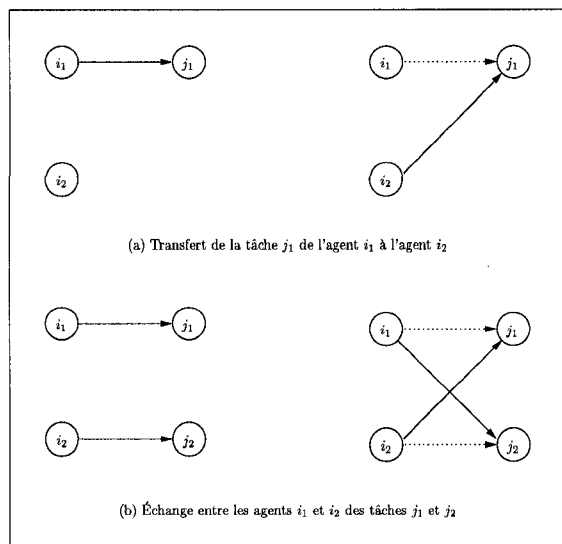 i₁ j₁ i₁ j₁
i₂ i₂
(a) Transfert de la tâche j₁ de l'agent i₁ à l'agent i₂
i₁ j₁ i₁ j₁
i₂ j₂ i₂ j₂
(b) Échange entre les agents i₁ et i₂ des tâches j₁ et j₂